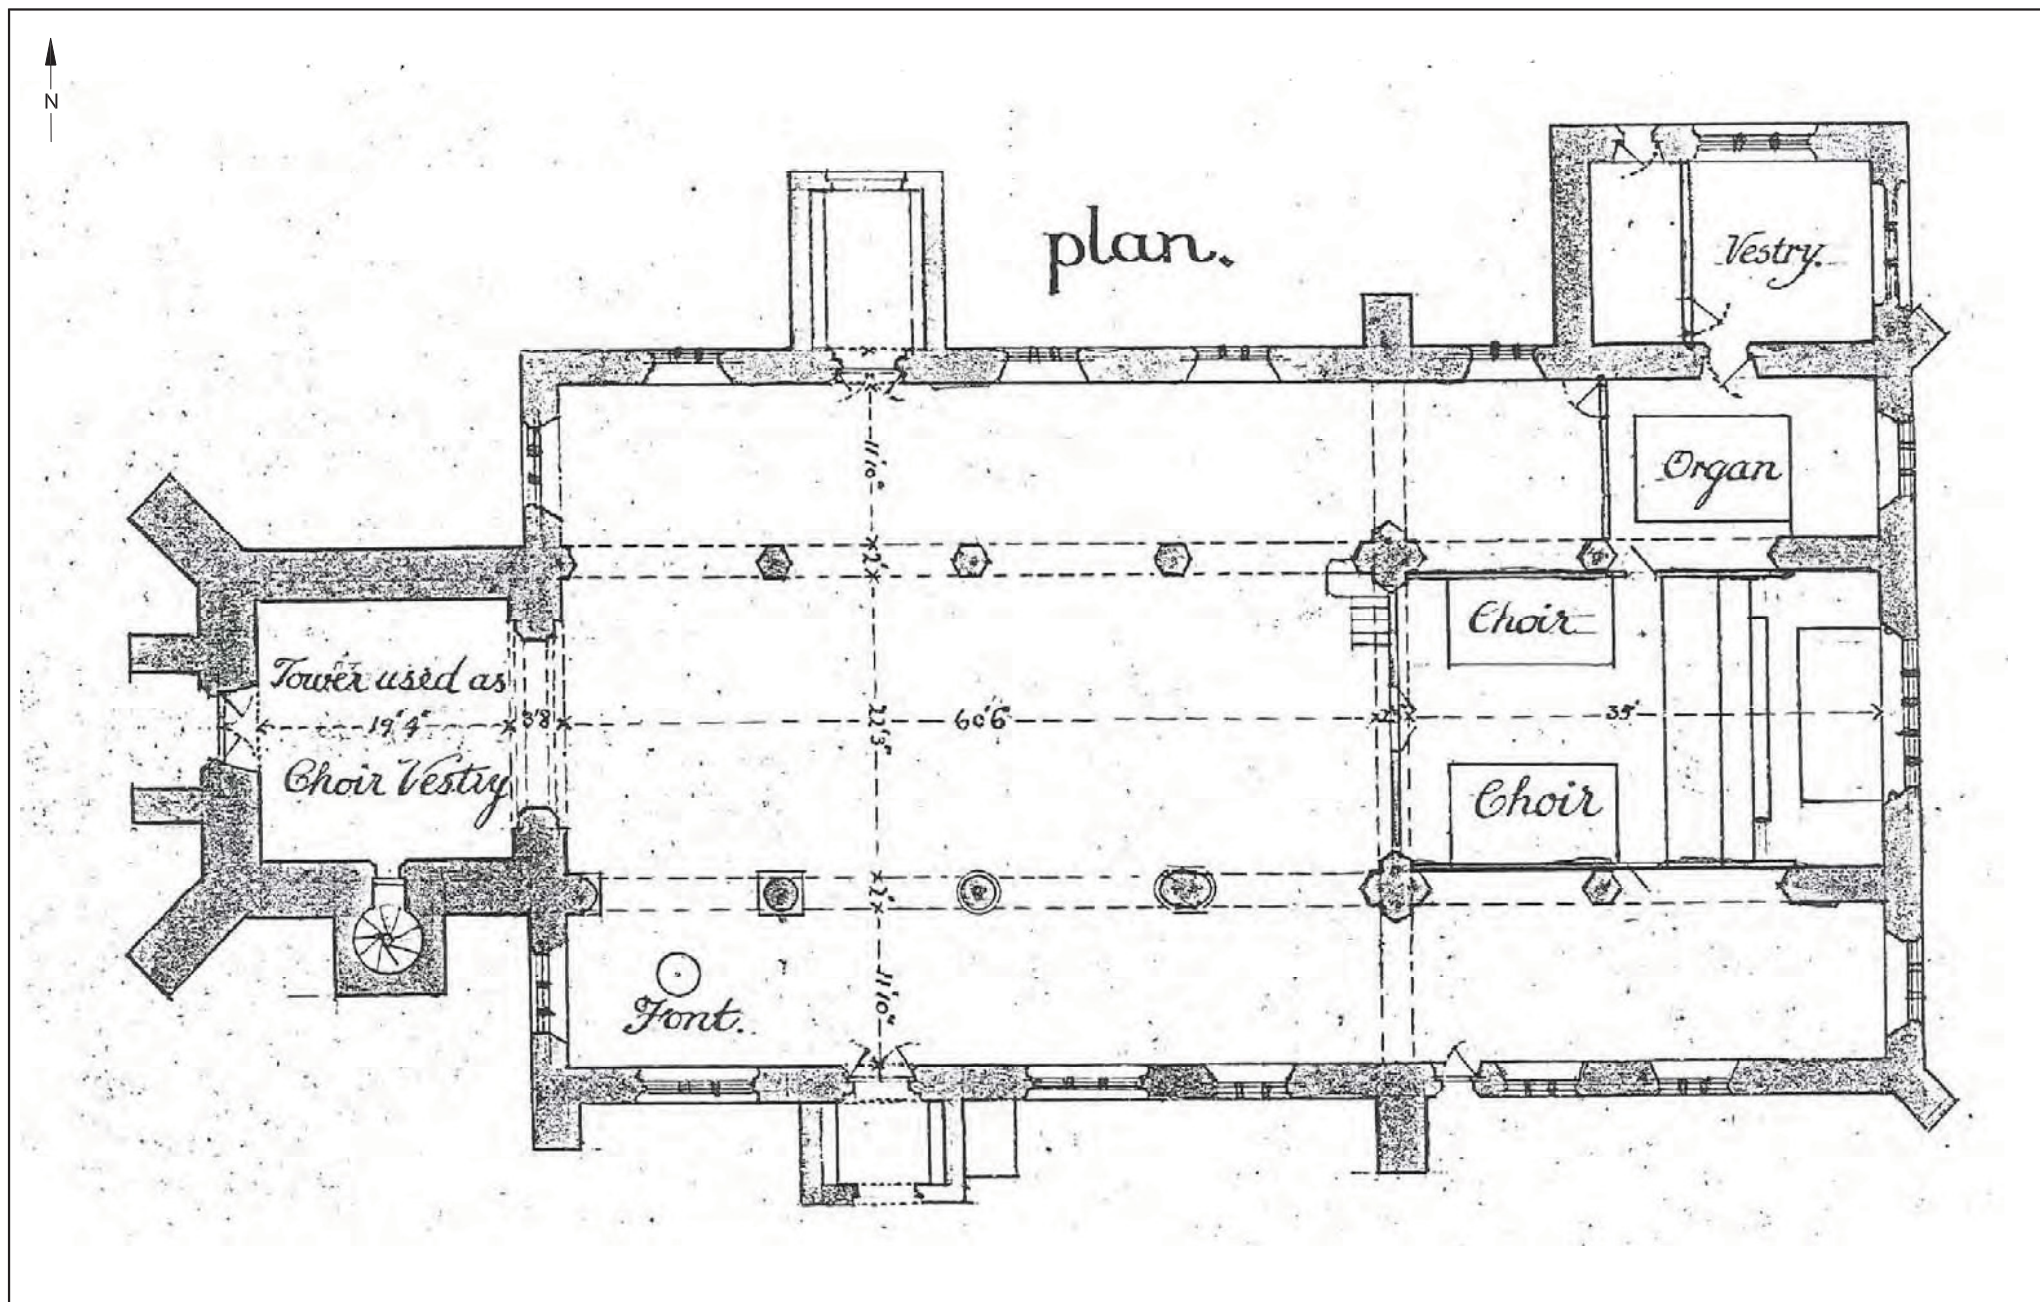 N
plan.
Vestry.
11'10"
Organ
2'
Choir
Tower used as
19'4"
3'8
60'6"
2'
35'
22'3"
Choir Vestry
Choir
2'
11'10"
Font.